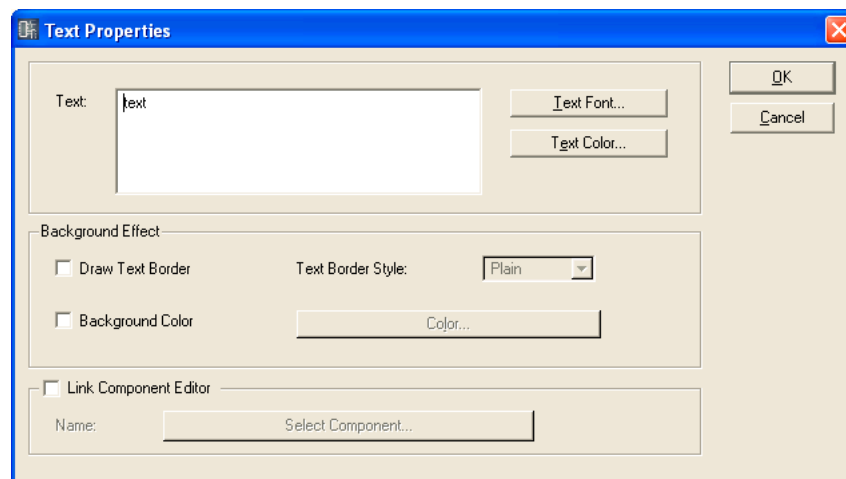 Text Properties
OK
Text: text Text Font...
Cancel
Text Color...
Background Effect
Draw Text Border Text Border Style: Plain
Background Color Color...
Link Component Editor
Name: Select Component...